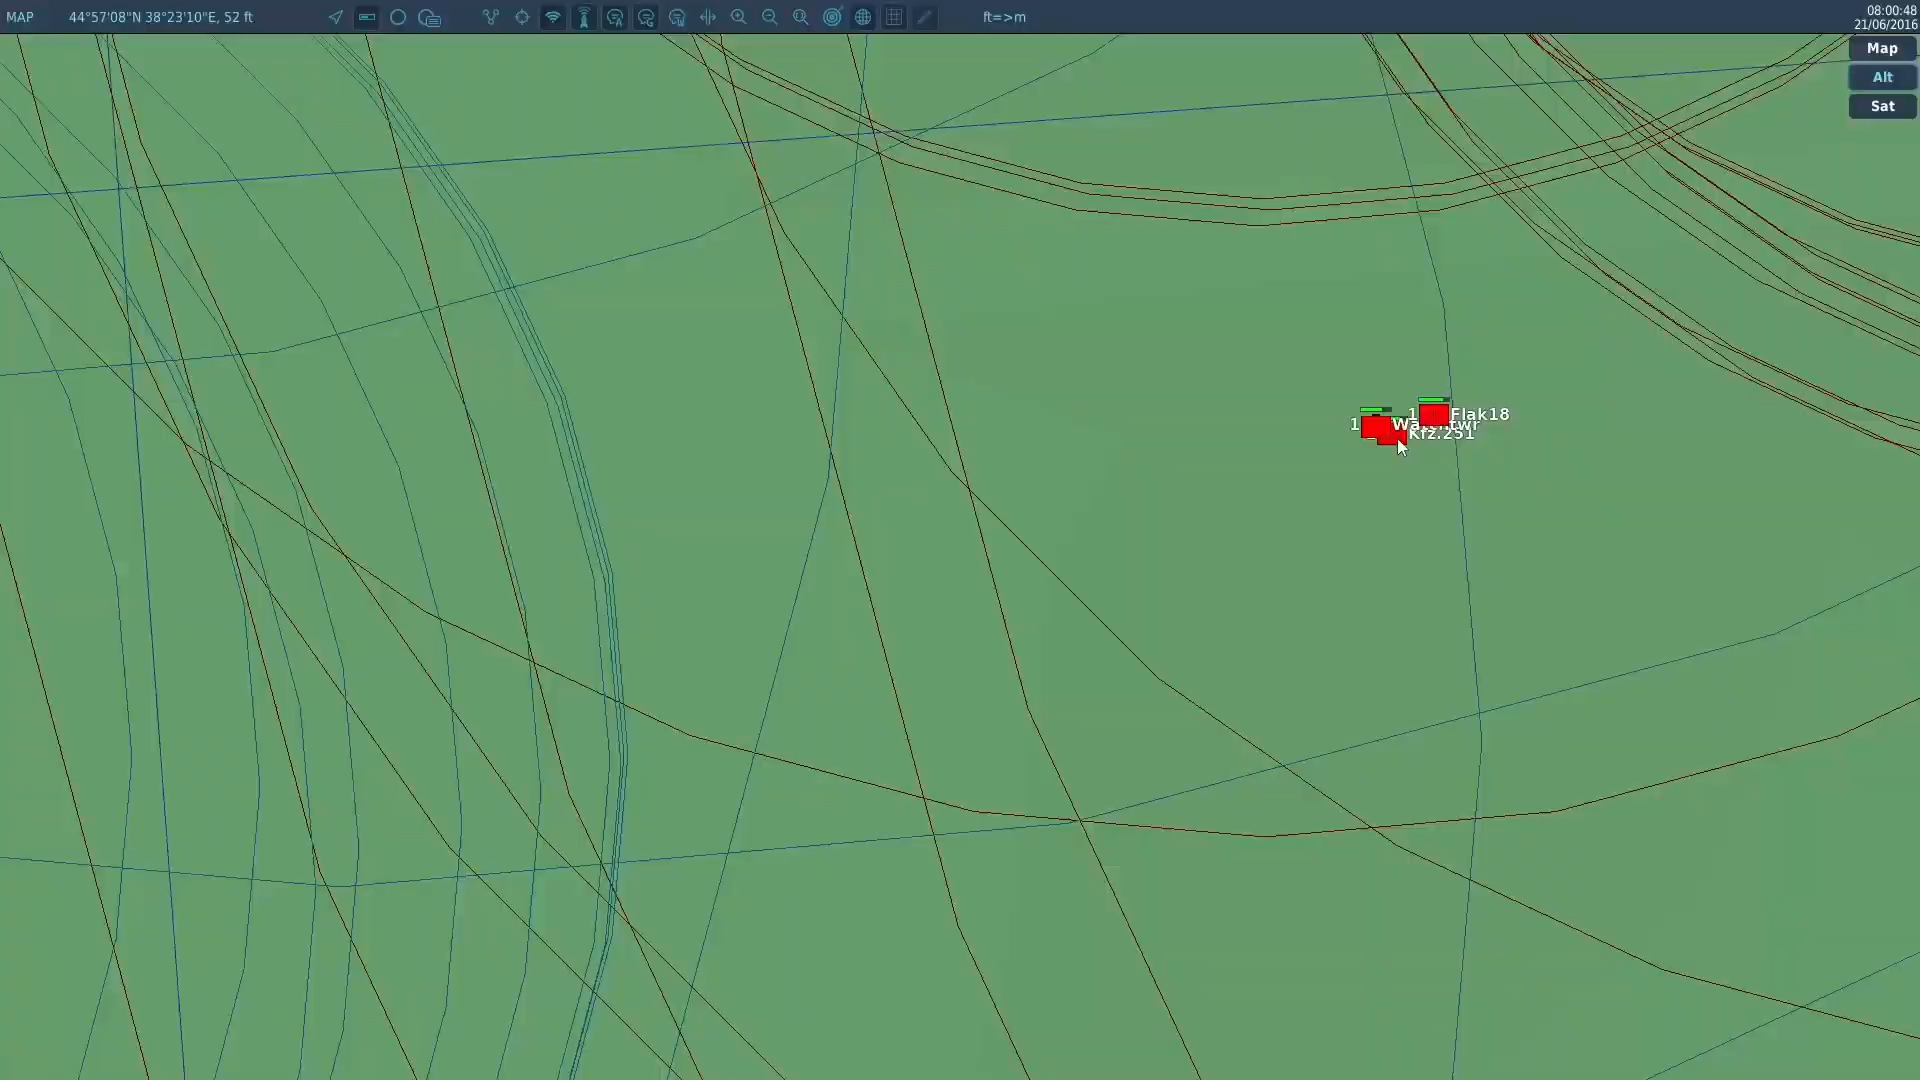 MAP 44°57'08"N 38°23'10"E, 52 ft ft=>m 08:00:48
21/06/2016
Map
Alt
Sat
1 Flak18
1 Watchtwr
Kfz.251